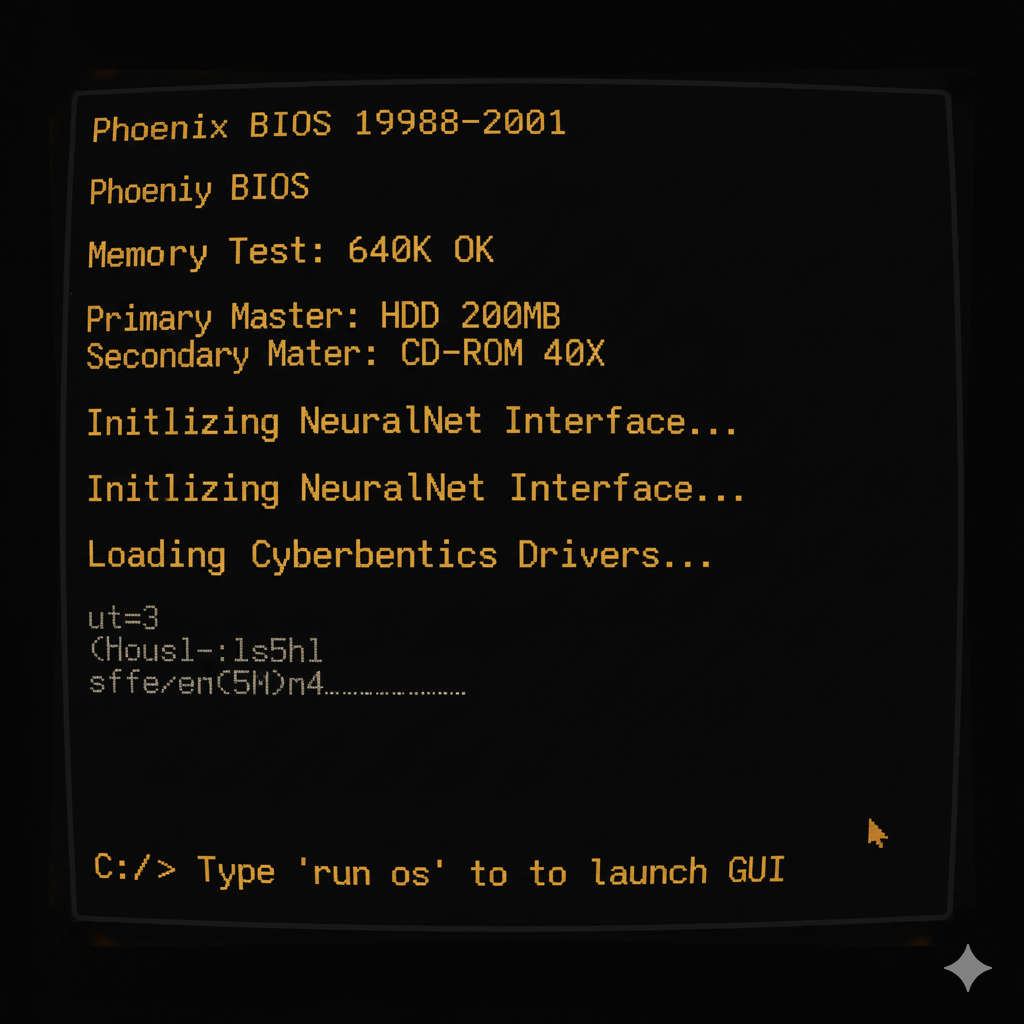 Phoenix BIOS 19988-2001
Phoeniy BIOS
Memory Test: 640K OK
Primary Master: HDD 200MB
Secondary Mater: CD-ROM 40X
Initlizing NeuralNet Interface...
Initlizing NeuralNet Interface...
Loading Cyberbentics Drivers...
ut=3
(Housl-:ls5hl
sffe/en(5M)n4..................
C:/> Type 'run os' to to launch GUI